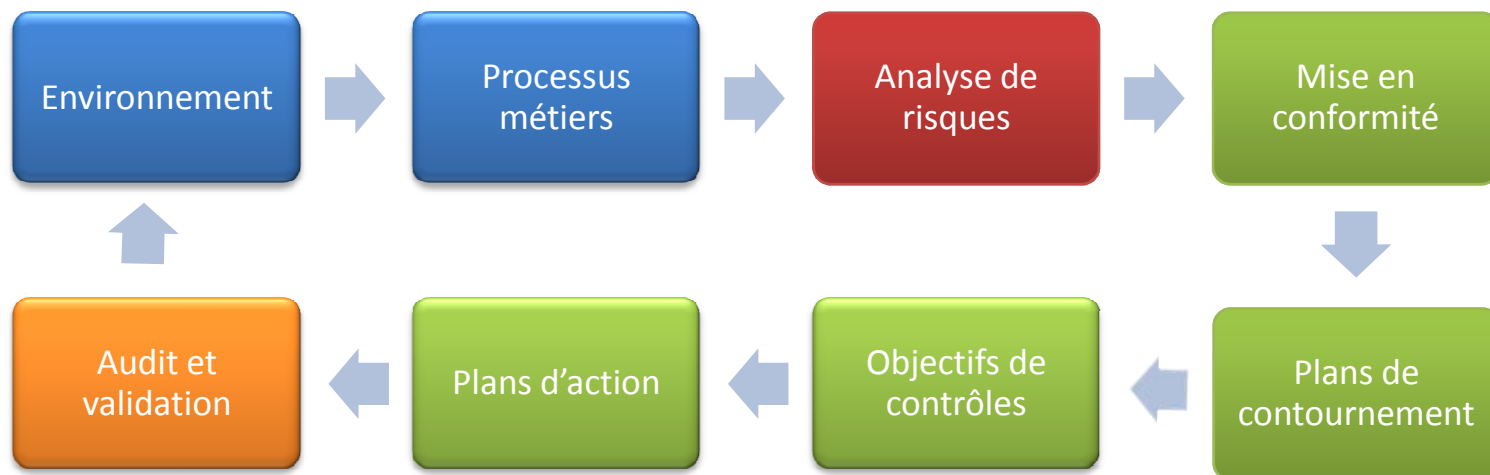 Environnement
Processus
métiers
Analyse de
risques
Mise en
conformité
Plans de
contournement
Objectifs de
contrôles
Plans d’action
Audit et
validation